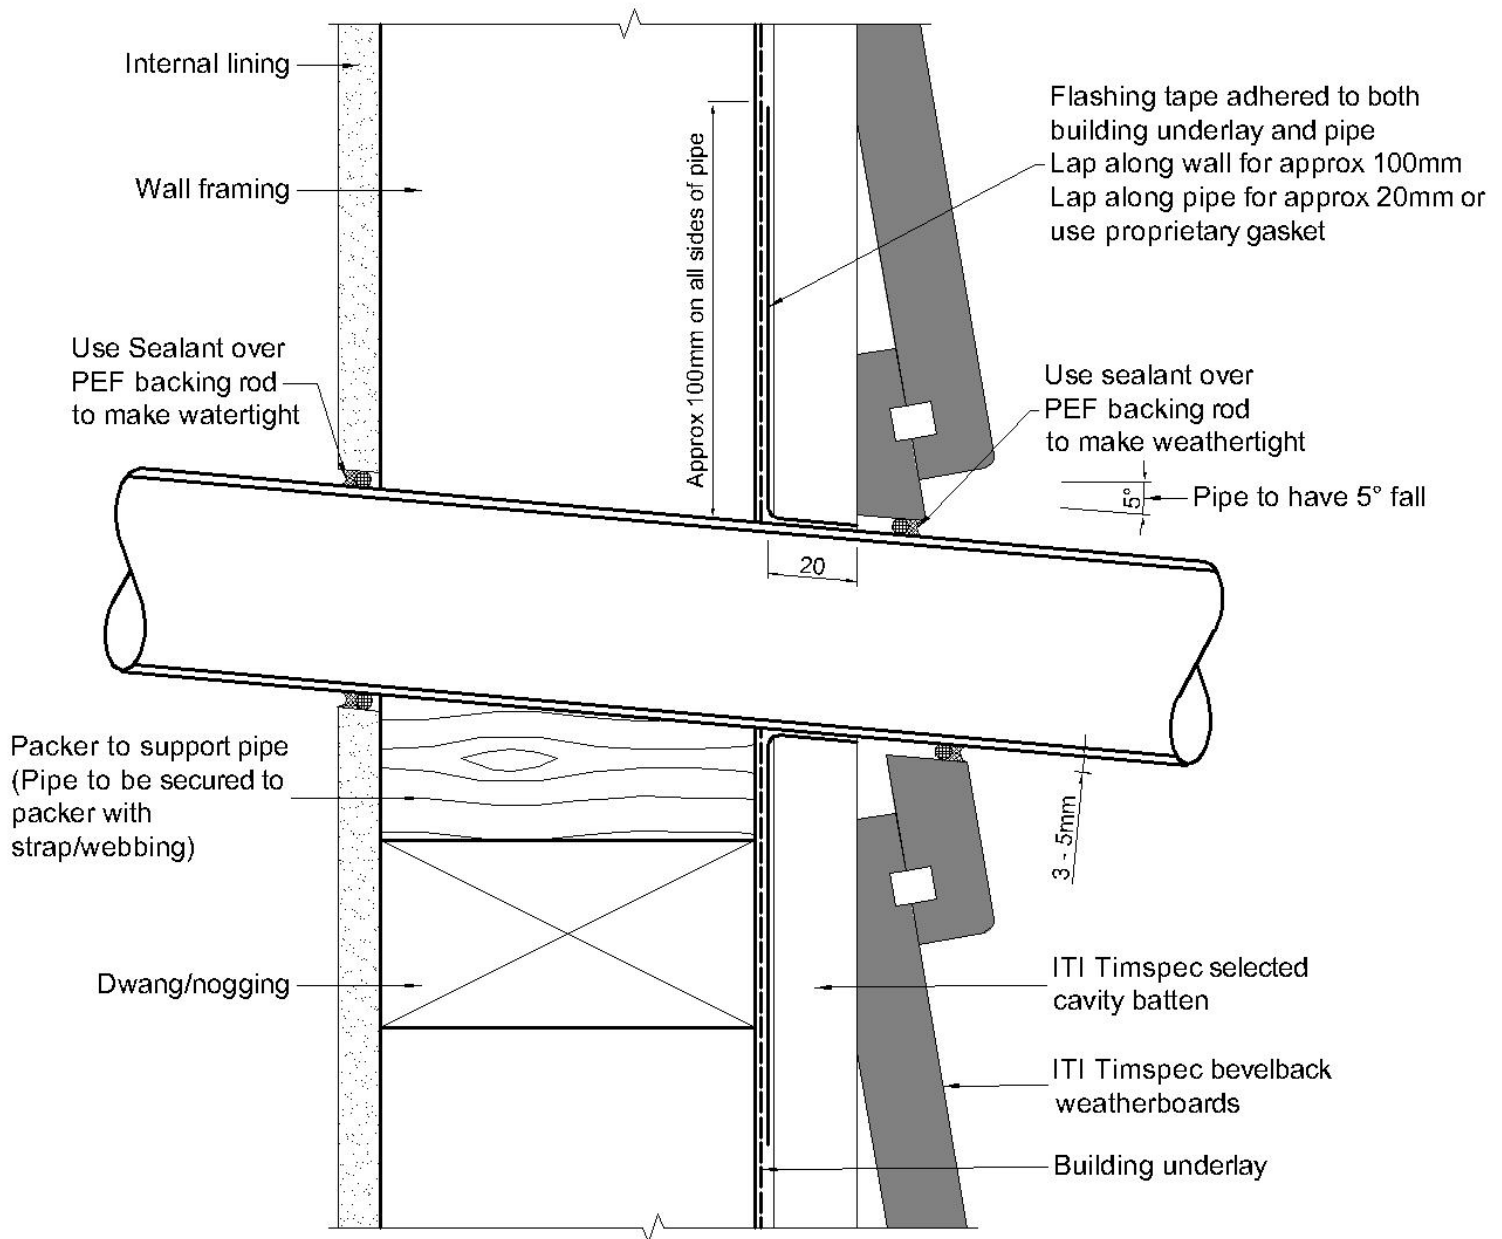 Internal lining
Wall framing
Approx 100mm on all sides of pipe
Flashing tape adhered to both
building underlay and pipe
Lap along wall for approx 100mm
Lap along pipe for approx 20mm or
use proprietary gasket
Use Sealant over
PEF backing rod
to make watertight
Use sealant over
PEF backing rod
to make weathertight
5°
Pipe to have 5° fall
20
Packer to support pipe
(Pipe to be secured to
packer with
strap/webbing)
3 - 5mm
Dwang/nogging
ITI Timspec selected
cavity batten
ITI Timspec bevelback
weatherboards
Building underlay